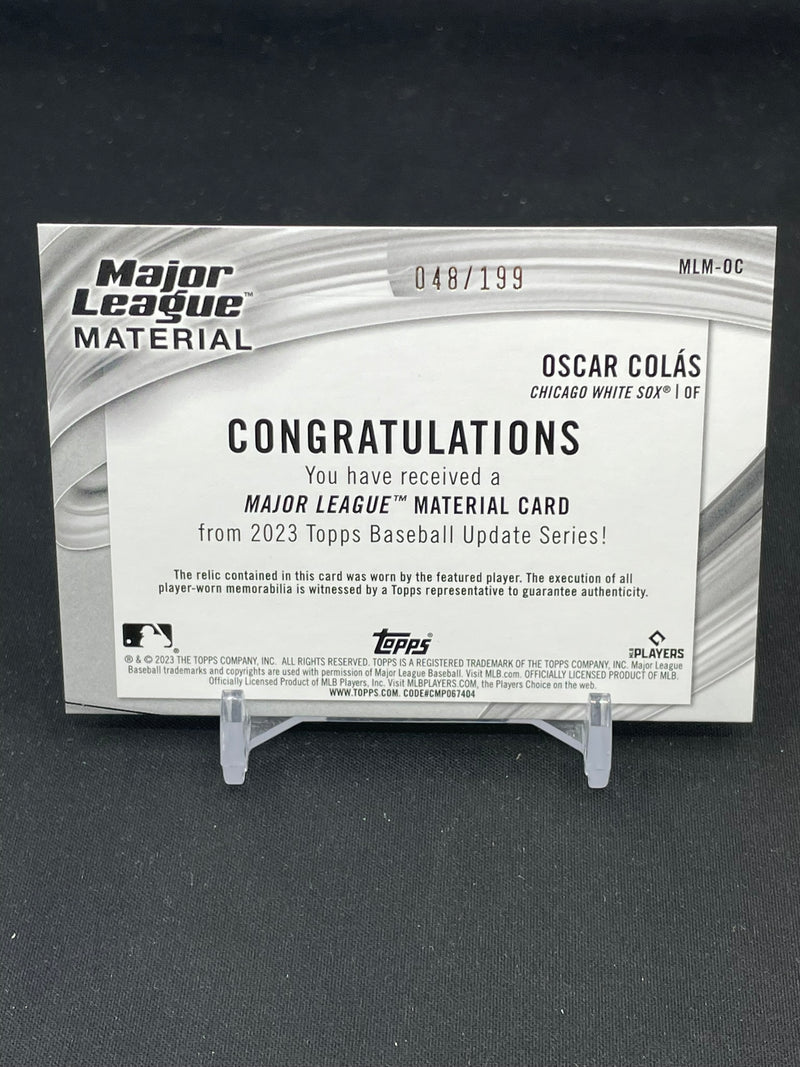 Major
League™
MATERIAL
048/199
MLM-OC
OSCAR COLÁS
CHICAGO WHITE SOX® | OF
CONGRATULATIONS
You have received a
MAJOR LEAGUE™ MATERIAL CARD
from 2023 Topps Baseball Update Series!
The relic contained in this card was worn by the featured player. The execution of all
player-worn memorabilia is witnessed by a Topps representative to guarantee authenticity.
®
topps®
MLB PLAYERS
® & © 2023 THE TOPPS COMPANY, INC. ALL RIGHTS RESERVED. TOPPS IS A REGISTERED TRADEMARK OF THE TOPPS COMPANY, INC. Major League
Baseball trademarks and copyrights are used with permission of Major League Baseball. Visit MLB.com. OFFICIALLY LICENSED PRODUCT OF MLB.
Officially Licensed Product of MLB Players, Inc. Visit MLBPLAYERS.COM, the Players Choice on the web.
WWW.TOPPS.COM. CODE#CMP067404